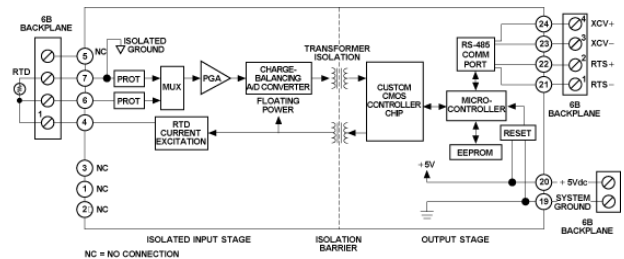 6B
BACKPLANE
5
NC
ISOLATED
GROUND
RTD
7
PROT
6
PROT
1
4
MUX
PGA
CHARGE-
BALANCING
A/D CONVERTER
FLOATING
POWER
RTD
CURRENT
EXCITATION
3 NC
1 NC
2 NC
TRANSFORMER
ISOLATION
CUSTOM
CMOS
CONTROLLER
CHIP
RS-485
COMM
PORT
MICRO-
CONTROLLER
RESET
EEPROM
+5V
24
4
XCV+
23
3
XCV–
22
2
RTS+
21
1
RTS–
6B
BACKPLANE
20
+5Vdc
SYSTEM
GROUND
19
6B
BACKPLANE
ISOLATED INPUT STAGE
ISOLATION
BARRIER
OUTPUT STAGE
NC = NO CONNECTION